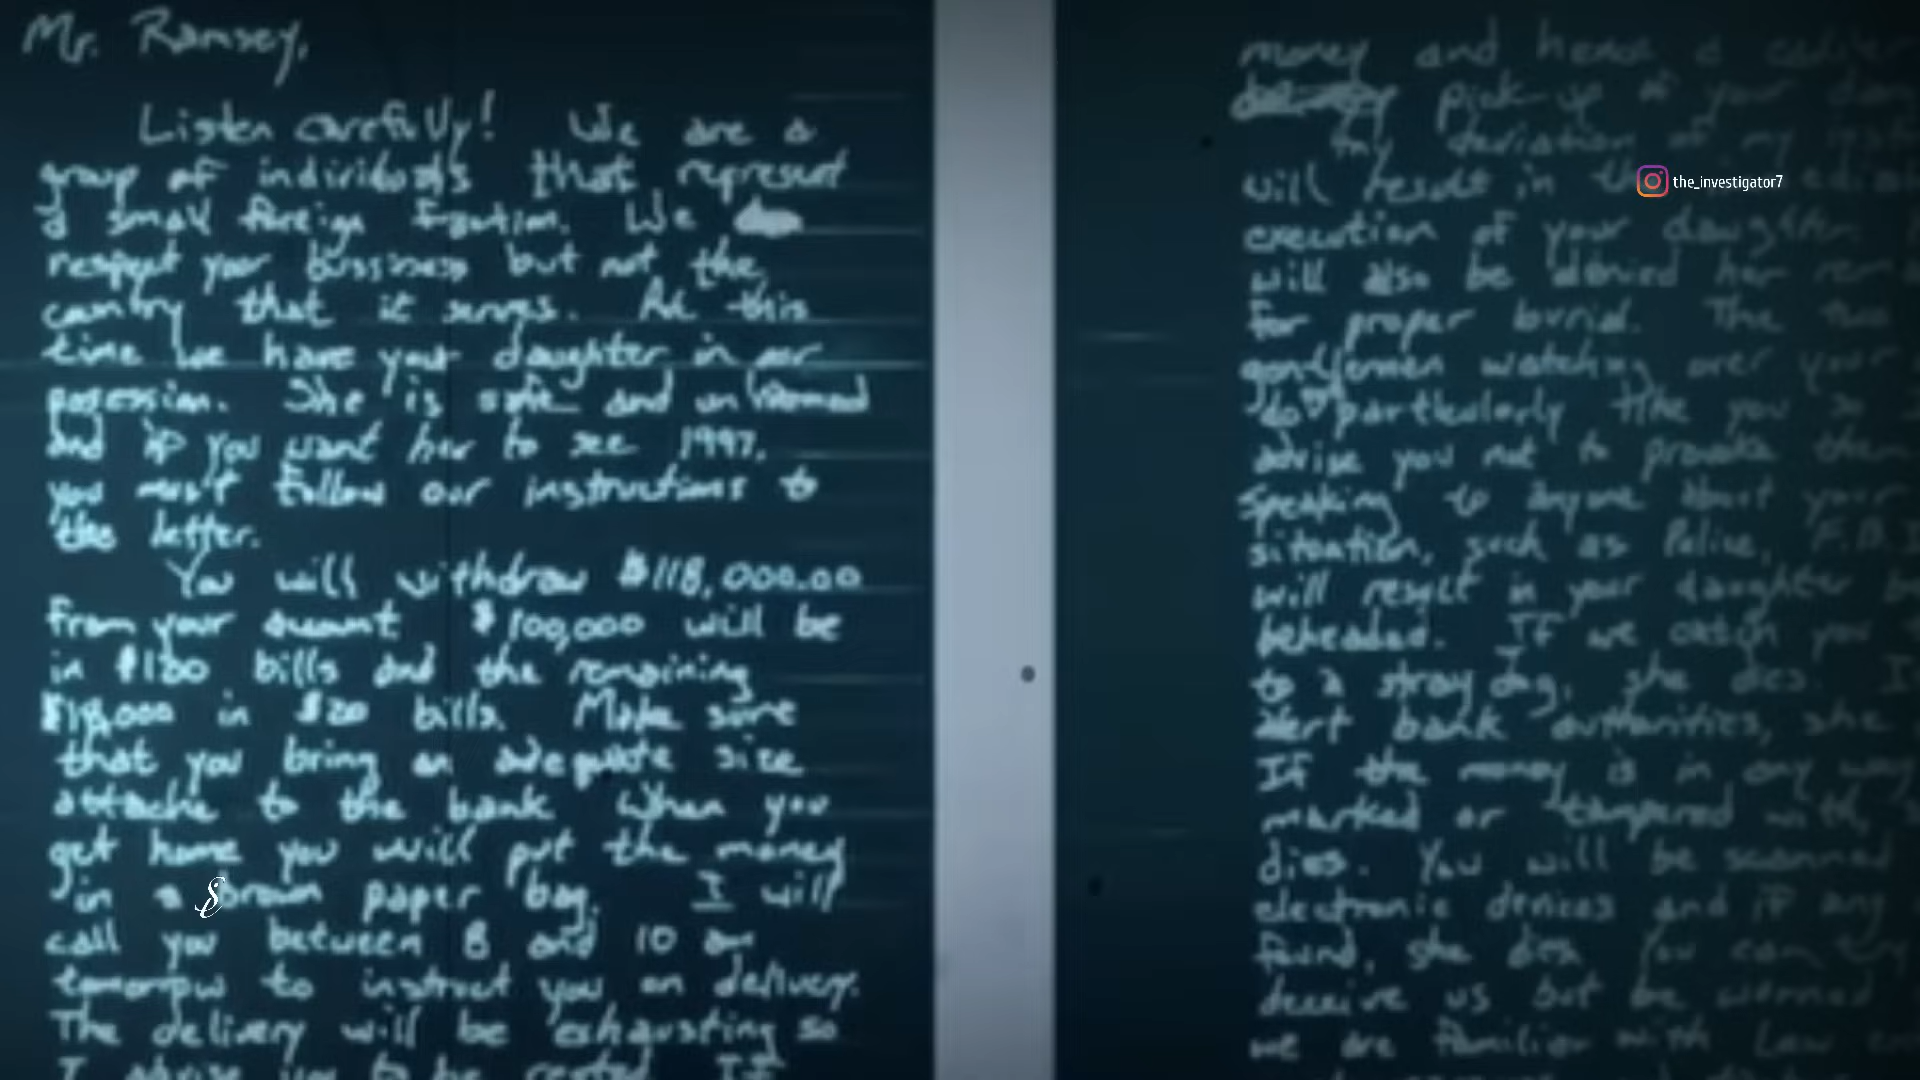 Mr. Ramsey,
Listen carefully! We are a
group of individuals that represent
a small foreign faction. We
respect your bussiness but not the
country that it serves. At this
time we have your daughter in our
posession. She is safe and unharmed
and if you want her to see 1997,
you must follow our instructions to
the letter.
You will withdraw $118,000.00
from your account. $100,000 will be
in $100 bills and the remaining
$18,000 in $20 bills. Make sure
that you bring an adequate size
attache to the bank. When you
get home you will put the money
in a brown paper bag. I will
call you between 8 and 10 am
tomorrow to instruct you on delivery.
The delivery will be exhausting so
I advise you to be rested. If
money and hence a earlier
pick-up of your
Any deviation of my
will result in
execution of your daughter.
will also be denied her
for proper burial. The two
gentlemen watching over your
do not particularly like you so I
advise you not to provoke them
speaking to anyone about your
situation, such as Police, F.B.I
will result in your daughter
beheaded. If we catch you
to a stray dog, she dies. If
alert bank authorities, she
If the money is in any way
marked or tampered with,
dies. You will be scanned
electronic devices and if any
found, she dies. You can try
deceive us but be warned
we are familiar with Law
the_investigator7